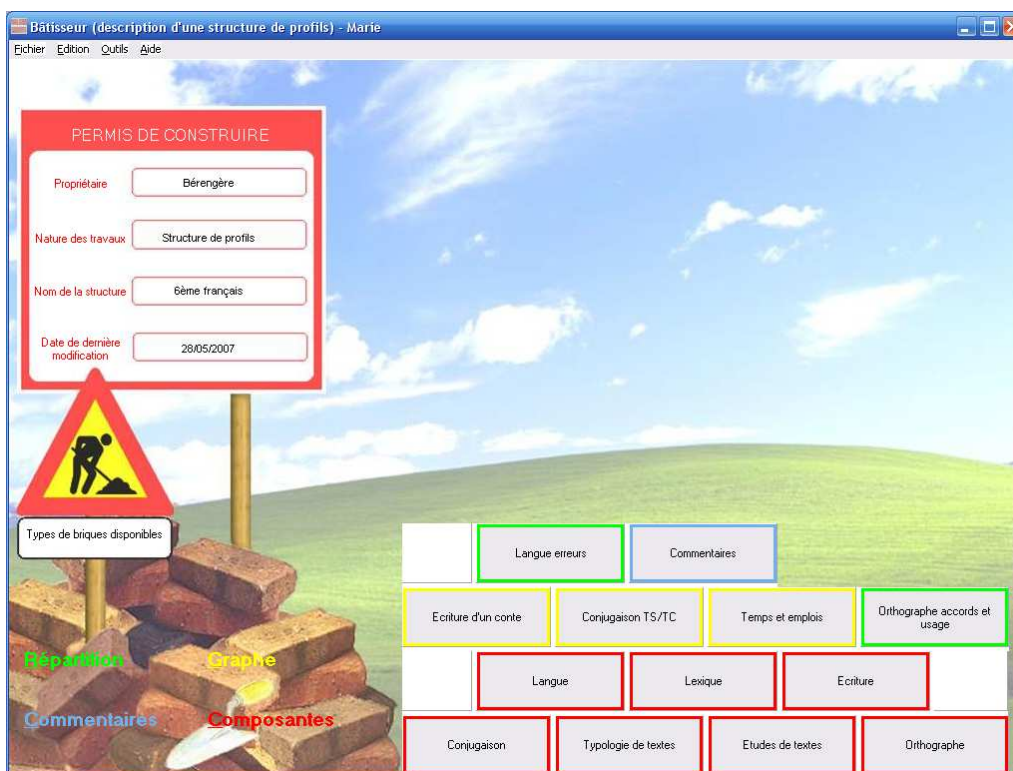 Bâtisseur (description d'une structure de profils) - Marie
Fichier Edition Outils Aide
PERMIS DE CONSTRUIRE
Propriétaire Bérengère
Nature des travaux Structure de profils
Nom de la structure 6ème français
Date de dernière
modification 28/05/2007
Types de briques disponibles
Langue erreurs Commentaires
Ecriture d'un conte Conjugaison TS/TC Temps et emplois Orthographe accords et
usage
Répartition Graphe
Langue Lexique Ecriture
Commentaires Composantes
Conjugaison Typologie de textes Etudes de textes Orthographe